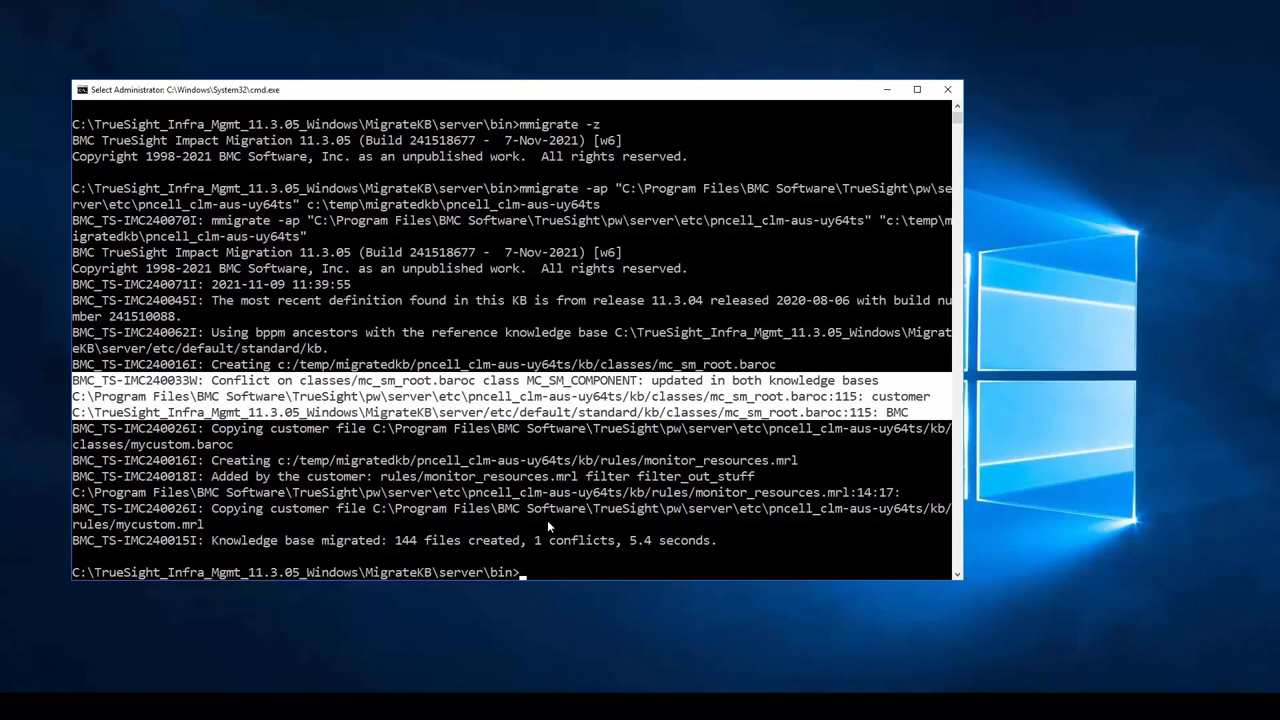 Select Administrator: C:\Windows\System32\cmd.exe
C:\TrueSight_Infra_Mgmt_11.3.05_Windows\MigrateKB\server\bin>mmigrate -z
BMC TrueSight Impact Migration 11.3.05 (Build 241518677 -  7-Nov-2021) [w6]
Copyright 1998-2021 BMC Software, Inc. as an unpublished work.  All rights reserved.
C:\TrueSight_Infra_Mgmt_11.3.05_Windows\MigrateKB\server\bin>mmigrate -ap "C:\Program Files\BMC Software\TrueSight\pw\se
rver\etc\pncell_clm-aus-uy64ts" c:\temp\migratedkb\pncell_clm-aus-uy64ts
BMC_TS-IMC240070I: mmigrate -ap "C:\Program Files\BMC Software\TrueSight\pw\server\etc\pncell_clm-aus-uy64ts" "c:\temp\m
igratedkb\pncell_clm-aus-uy64ts"
BMC TrueSight Impact Migration 11.3.05 (Build 241518677 -  7-Nov-2021) [w6]
Copyright 1998-2021 BMC Software, Inc. as an unpublished work.  All rights reserved.
BMC_TS-IMC240071I: 2021-11-09 11:39:55
BMC_TS-IMC240045I: The most recent definition found in this KB is from release 11.3.04 released 2020-08-06 with build nu
mber 241510088.
BMC_TS-IMC240062I: Using bppm ancestors with the reference knowledge base C:\TrueSight_Infra_Mgmt_11.3.05_Windows\Migrat
eKB\server/etc/default/standard/kb.
BMC_TS-IMC240016I: Creating c:/temp/migratedkb/pncell_clm-aus-uy64ts/kb/classes/mc_sm_root.baroc
BMC_TS-IMC240033W: Conflict on classes/mc_sm_root.baroc class MC_SM_COMPONENT: updated in both knowledge bases
C:\Program Files\BMC Software\TrueSight\pw\server\etc\pncell_clm-aus-uy64ts/kb/classes/mc_sm_root.baroc:115: customer
C:\TrueSight_Infra_Mgmt_11.3.05_Windows\MigrateKB\server/etc/default/standard/kb/classes/mc_sm_root.baroc:115: BMC
BMC_TS-IMC240026I: Copying customer file C:\Program Files\BMC Software\TrueSight\pw\server\etc\pncell_clm-aus-uy64ts/kb/
classes/mycustom.baroc
BMC_TS-IMC240016I: Creating c:/temp/migratedkb/pncell_clm-aus-uy64ts/kb/rules/monitor_resources.mrl
BMC_TS-IMC240018I: Added by the customer: rules/monitor_resources.mrl filter filter_out_stuff
C:\Program Files\BMC Software\TrueSight\pw\server\etc\pncell_clm-aus-uy64ts/kb/rules/monitor_resources.mrl:14:17:
BMC_TS-IMC240026I: Copying customer file C:\Program Files\BMC Software\TrueSight\pw\server\etc\pncell_clm-aus-uy64ts/kb/
rules/mycustom.mrl
BMC_TS-IMC240015I: Knowledge base migrated: 144 files created, 1 conflicts, 5.4 seconds.
C:\TrueSight_Infra_Mgmt_11.3.05_Windows\MigrateKB\server\bin>